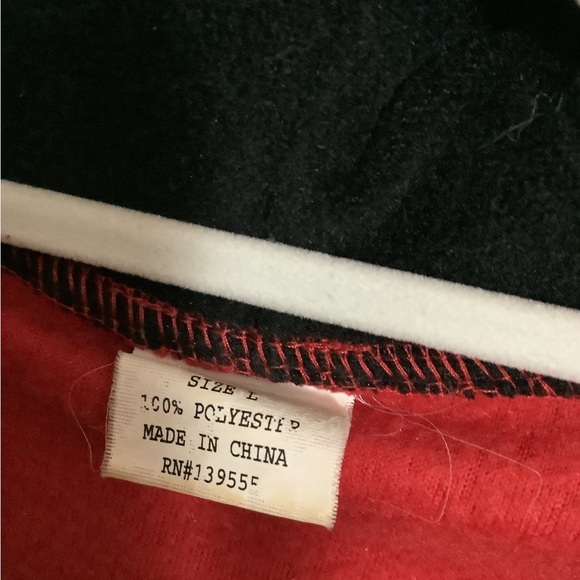 SIZE L
100% POLYESTER
MADE IN CHINA
RN#139555